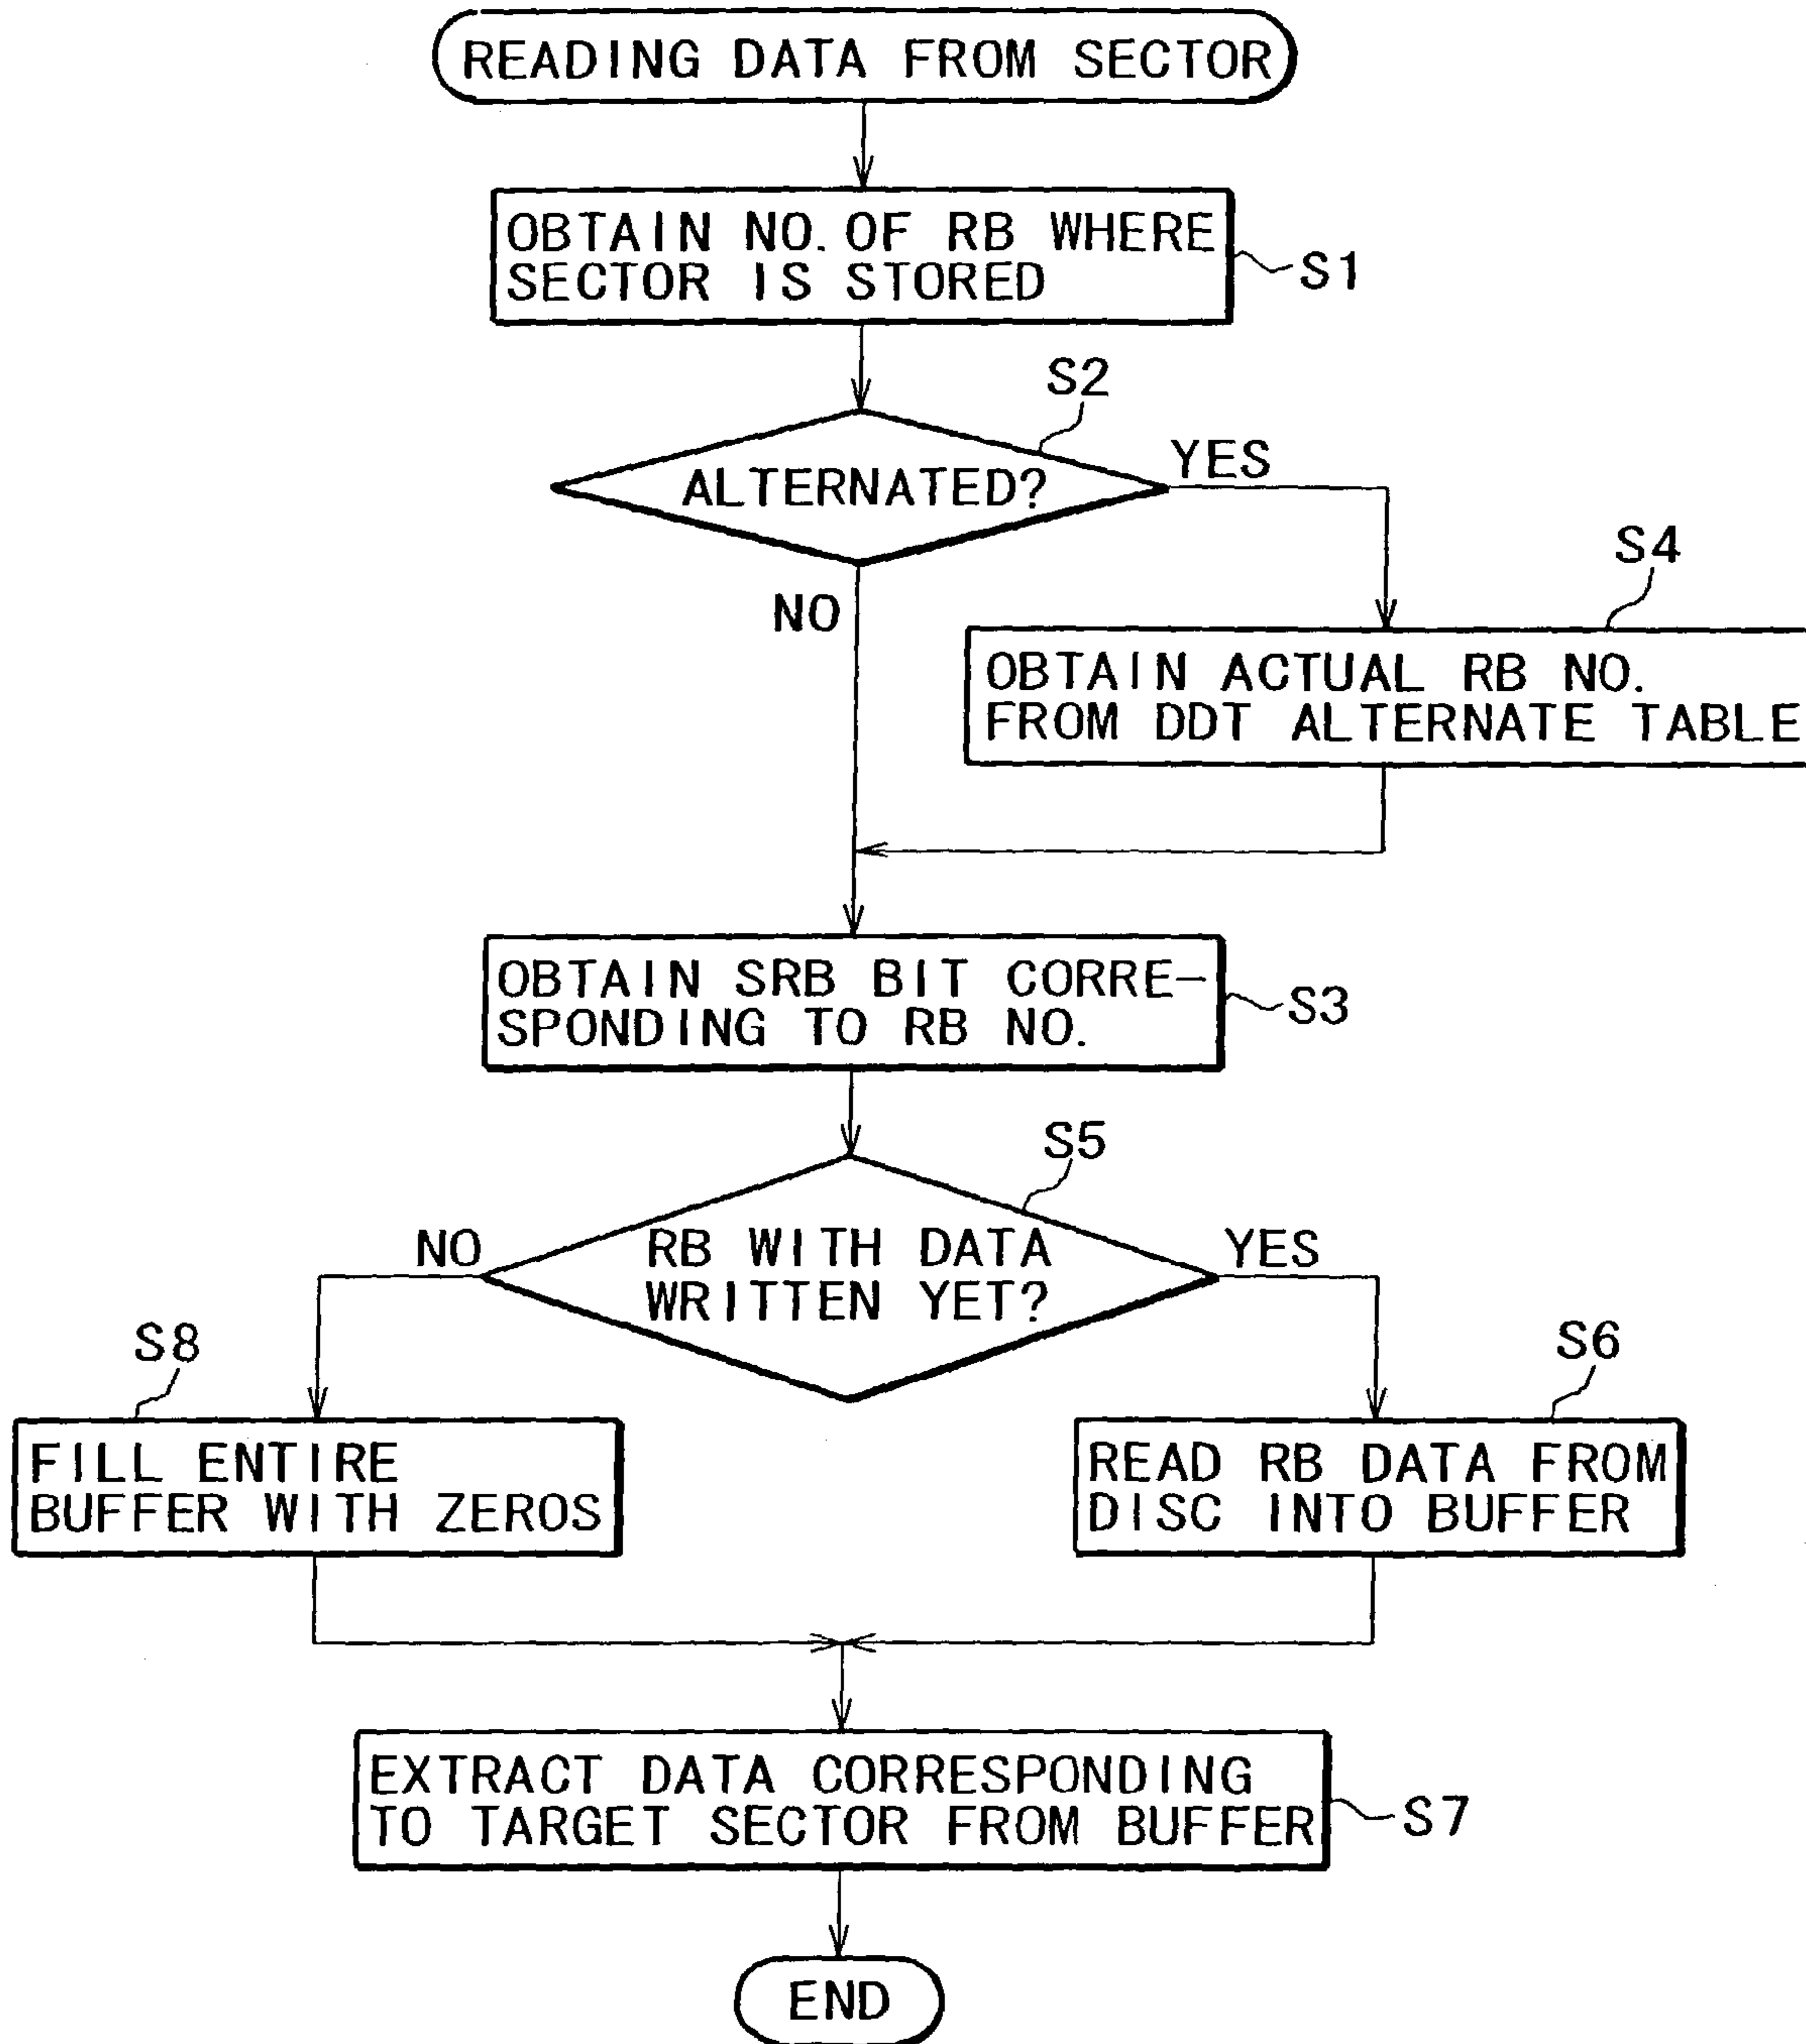 READING DATA FROM SECTOR
OBTAIN NO. OF RB WHERE
SECTOR IS STORED
S1
S2
ALTERNATED?
YES
NO
S4
OBTAIN ACTUAL RB NO.
FROM DDT ALTERNATE TABLE
OBTAIN SRB BIT CORRE-
SPONDING TO RB NO.
S3
S5
RB WITH DATA
WRITTEN YET?
NO
YES
S8
FILL ENTIRE
BUFFER WITH ZEROS
S6
READ RB DATA FROM
DISC INTO BUFFER
EXTRACT DATA CORRESPONDING
TO TARGET SECTOR FROM BUFFER
S7
END